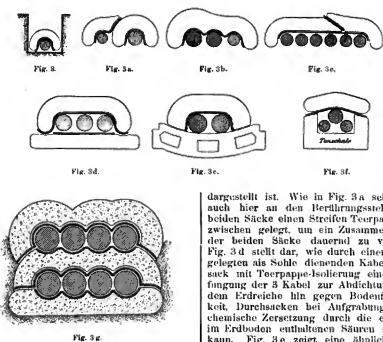 Fig. 3.
Fig. 3a.
Fig. 3b.
Fig. 3c.
Fig. 3d.
Fig. 3e.
Tonschale
Fig. 3f.
Fig. 3g.
dargestellt ist. Wie in Fig. 3a
auch hier an den Berührungsstel
beiden Säcke einen Streifen Teerpa
zwischen gelegt, um ein Zusamme
der beiden Säcke dauernd zu v
Fig. 3d stellt dar, wie durch einen
gelegten als Sohle dienenden Kabel
sack mit Teerpappe-Isolierung ein
fangung der 3 Kabel zur Abdichtu
dem Erdreiche hin gegen Bodenf
keit, Durchsacken bei Aufgrabung
chemische Zersetzung durch die e
im Erdboden enthaltenen Säuren
kann. Fig. 3e zeigt eine ähnlic